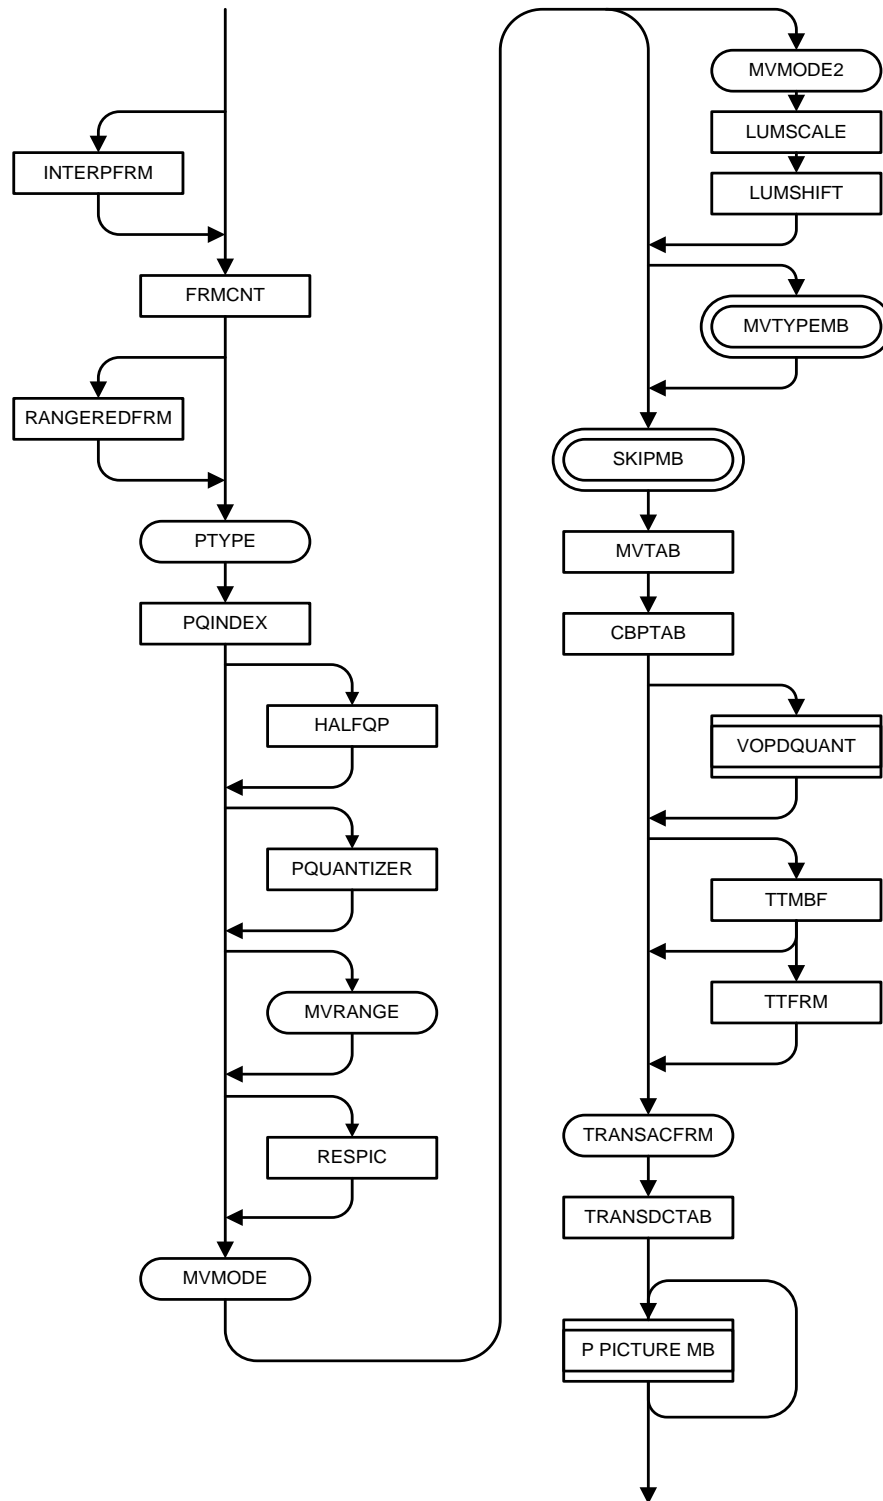 INTERPFRM
FRMCNT
RANGEREDFRM
PTYPE
PQINDEX
HALFQP
PQUANTIZER
MVRANGE
RESPIC
MVMODE
MVMODE2
LUMSCALE
LUMSHIFT
MVTYPEMB
SKIPMB
MVTAB
CBPTAB
VOPDQUANT
TTMBF
TTFRM
TRANSACFRM
TRANSDCTAB
P PICTURE MB